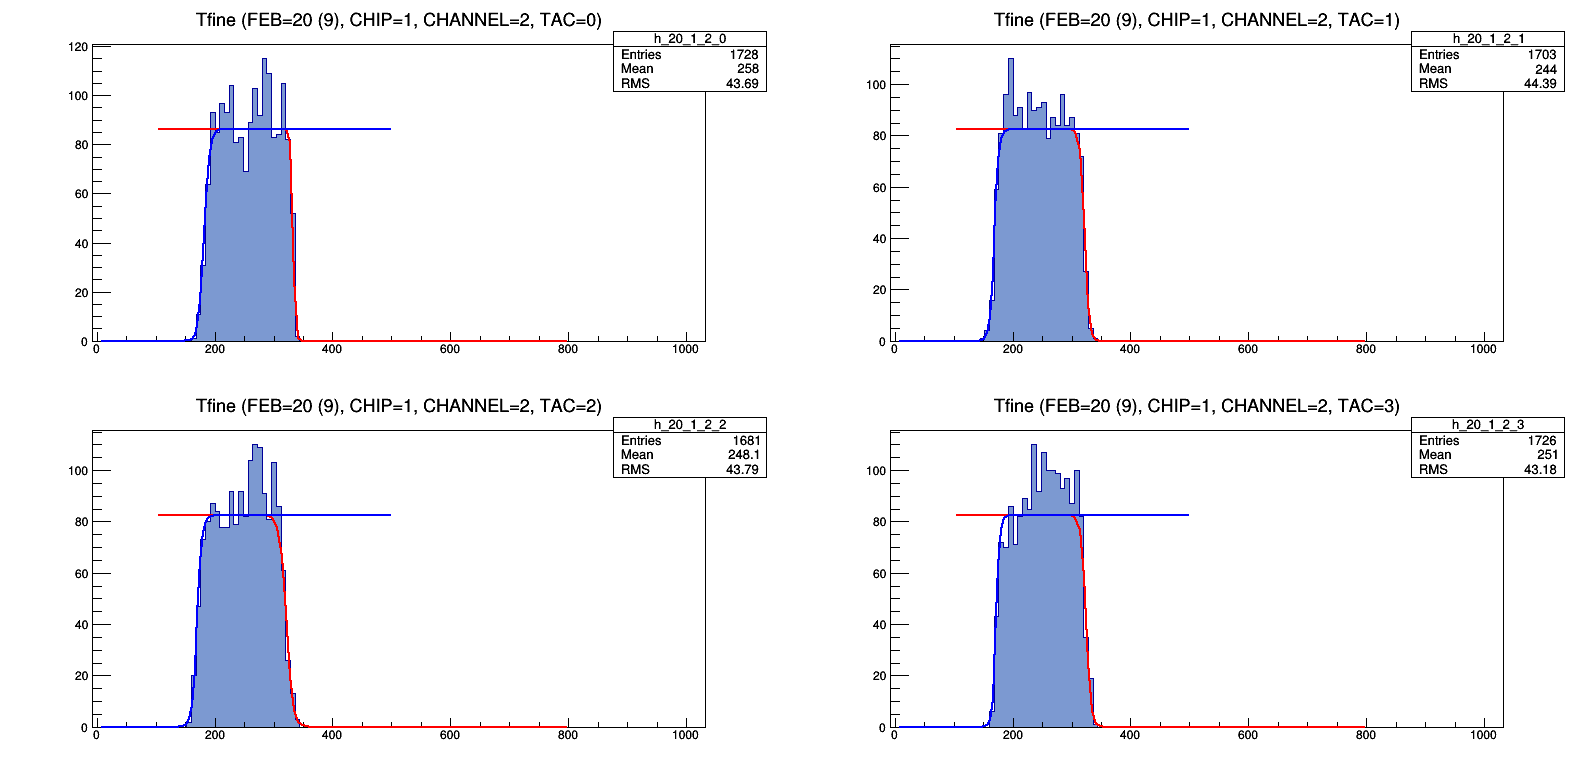 Tfine (FEB=20 (9), CHIP=1, CHANNEL=2, TAC=0)
h_20_1_2_0
Entries 1728
Mean 258
RMS 43.69
120
100
80
60
40
20
0
0 200 400 600 800 1000
Tfine (FEB=20 (9), CHIP=1, CHANNEL=2, TAC=1)
h_20_1_2_1
Entries 1703
Mean 244
RMS 44.39
100
80
60
40
20
0
0 200 400 600 800 1000
Tfine (FEB=20 (9), CHIP=1, CHANNEL=2, TAC=2)
h_20_1_2_2
Entries 1681
Mean 248.1
RMS 43.79
100
80
60
40
20
0
0 200 400 600 800 1000
Tfine (FEB=20 (9), CHIP=1, CHANNEL=2, TAC=3)
h_20_1_2_3
Entries 1726
Mean 251
RMS 43.18
100
80
60
40
20
0
0 200 400 600 800 1000